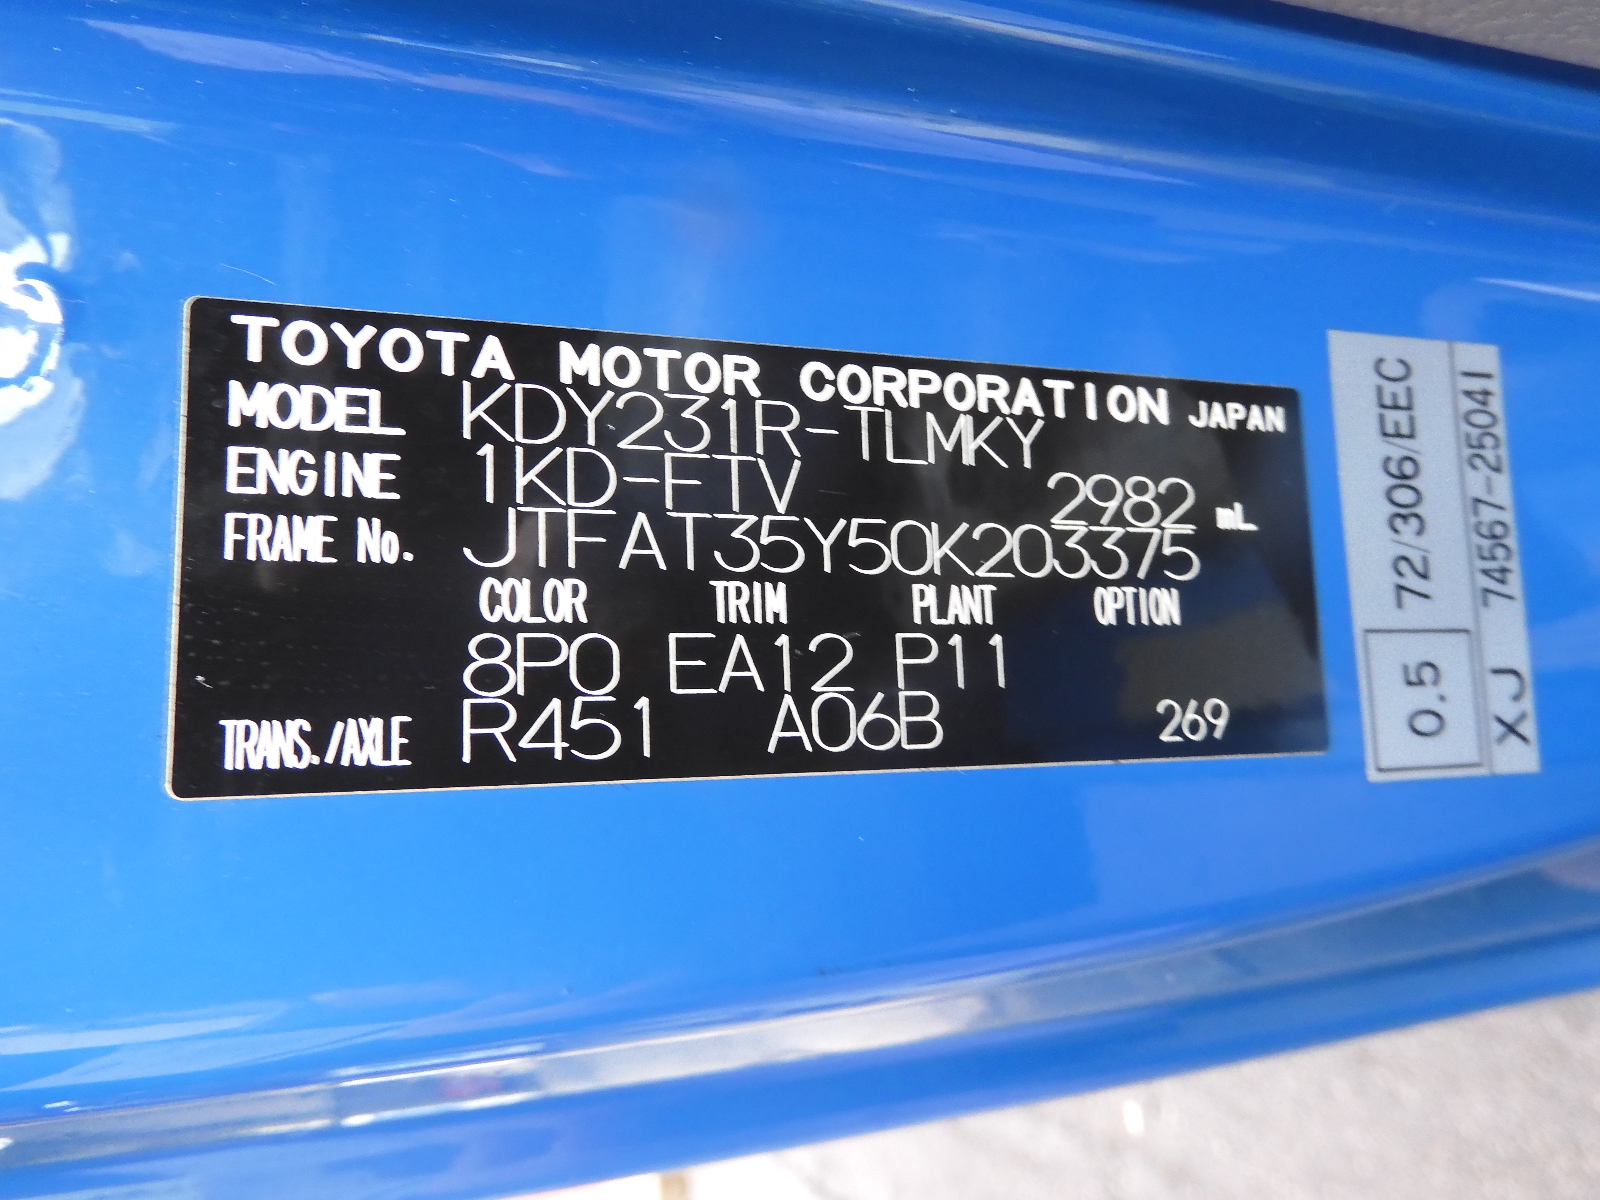 TOYOTA MOTOR CORPORATION JAPAN
MODEL KDY231R-TLMKY
ENGINE 1KD-FTV 2982 mL
FRAME No. JTFAT35Y50K203375
COLOR TRIM PLANT OPTION
8P0 EA12 P11
TRANS./AXLE R451 A06B 269
0.5 72/306/EEC
XJ 74567-25041